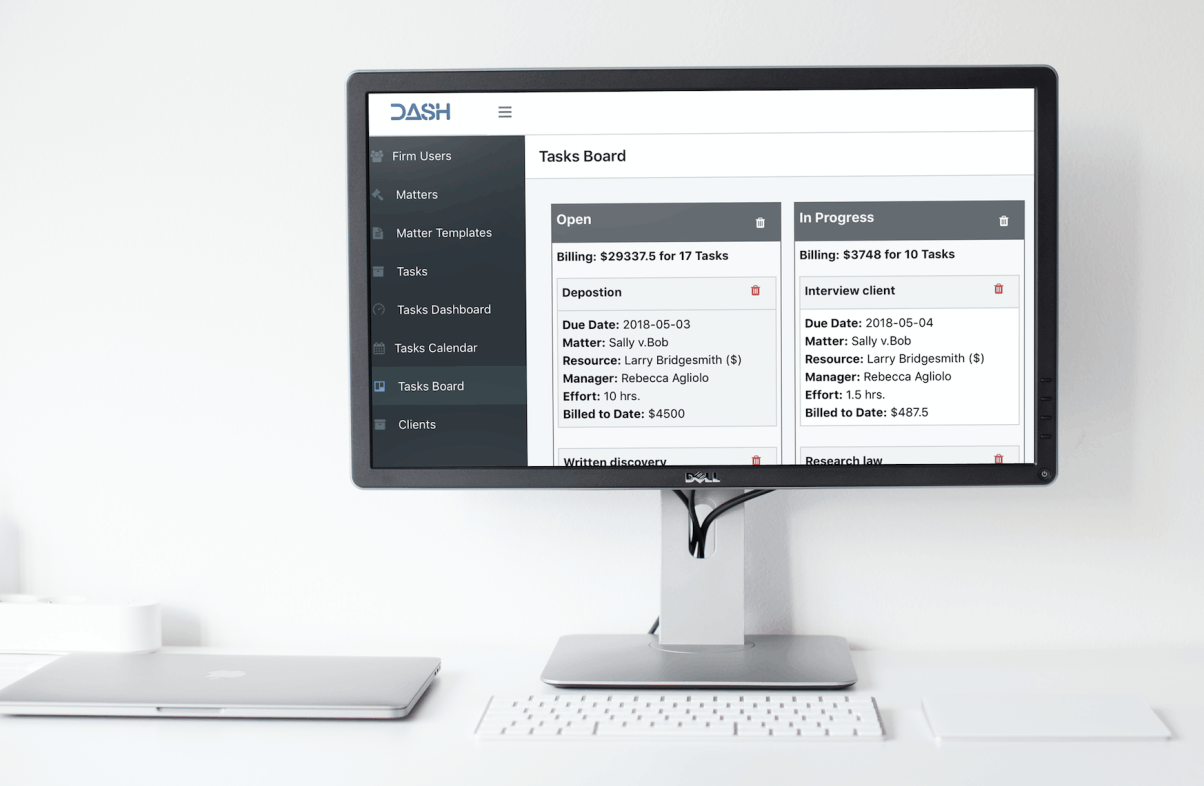 DASH
Firm Users
Matters
Matter Templates
Tasks
Tasks Dashboard
Tasks Calendar
Tasks Board
Clients
Tasks Board
Open
Billing: $29337.5 for 17 Tasks
Depostion
Due Date: 2018-05-03
Matter: Sally v.Bob
Resource: Larry Bridgesmith ($)
Manager: Rebecca Agliolo
Effort: 10 hrs.
Billed to Date: $4500
Written discovery
In Progress
Billing: $3748 for 10 Tasks
Interview client
Due Date: 2018-05-04
Matter: Sally v.Bob
Resource: Larry Bridgesmith ($)
Manager: Rebecca Agliolo
Effort: 1.5 hrs.
Billed to Date: $487.5
Research law
DELL